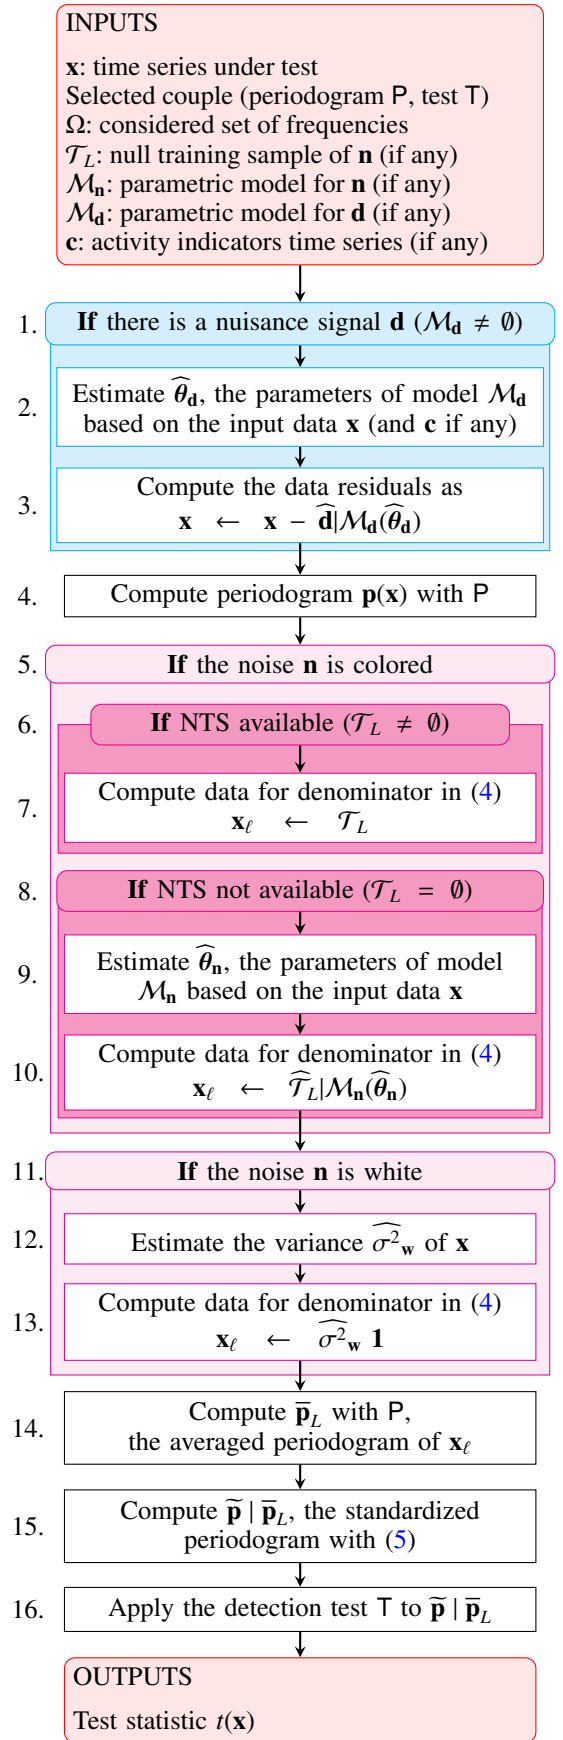 INPUTS
x: time series under test
Selected couple (periodogram P, test T)
Ω: considered set of frequencies
𝒯_L: null training sample of n (if any)
ℳ_n: parametric model for n (if any)
ℳ_d: parametric model for d (if any)
c: activity indicators time series (if any)
1. If there is a nuisance signal d (ℳ_d ≠ ∅)
2. Estimate θ̂_d, the parameters of model ℳ_d
based on the input data x (and c if any)
3. Compute the data residuals as
x ← x − d̂|ℳ_d(θ̂_d)
4. Compute periodogram p(x) with P
5. If the noise n is colored
6. If NTS available (𝒯_L ≠ ∅)
7. Compute data for denominator in (4)
x_ℓ ← 𝒯_L
8. If NTS not available (𝒯_L = ∅)
9. Estimate θ̂_n, the parameters of model
ℳ_n based on the input data x
10. Compute data for denominator in (4)
x_ℓ ← 𝒯̂_L|ℳ_n(θ̂_n)
11. If the noise n is white
12. Estimate the variance σ̂²_w of x
13. Compute data for denominator in (4)
x_ℓ ← σ̂²_w 1
14. Compute p̄_L with P,
the averaged periodogram of x_ℓ
15. Compute p̃ | p̄_L, the standardized
periodogram with (5)
16. Apply the detection test T to p̃ | p̄_L
OUTPUTS
Test statistic t(x)